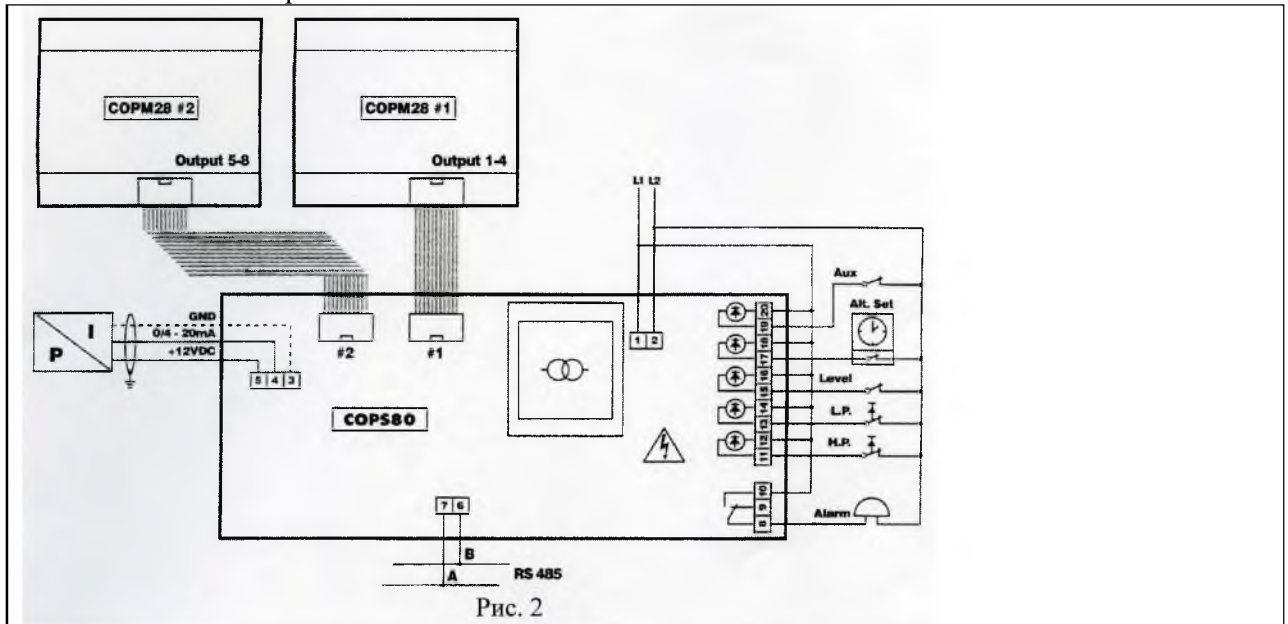 COPM28 #2
Output 5-8
COPM28 #1
Output 1-4
L1 L2
Aux
Alt. Set
Level
L.P.
H.P.
Alarm
GND
0/4 - 20mA
+12VDC
P I
5 4 3
#2
#1
1 2
COPS80
20
19
18
17
16
15
14
13
12
11
10
9
8
7 6
B
A
RS 485
Рис. 2